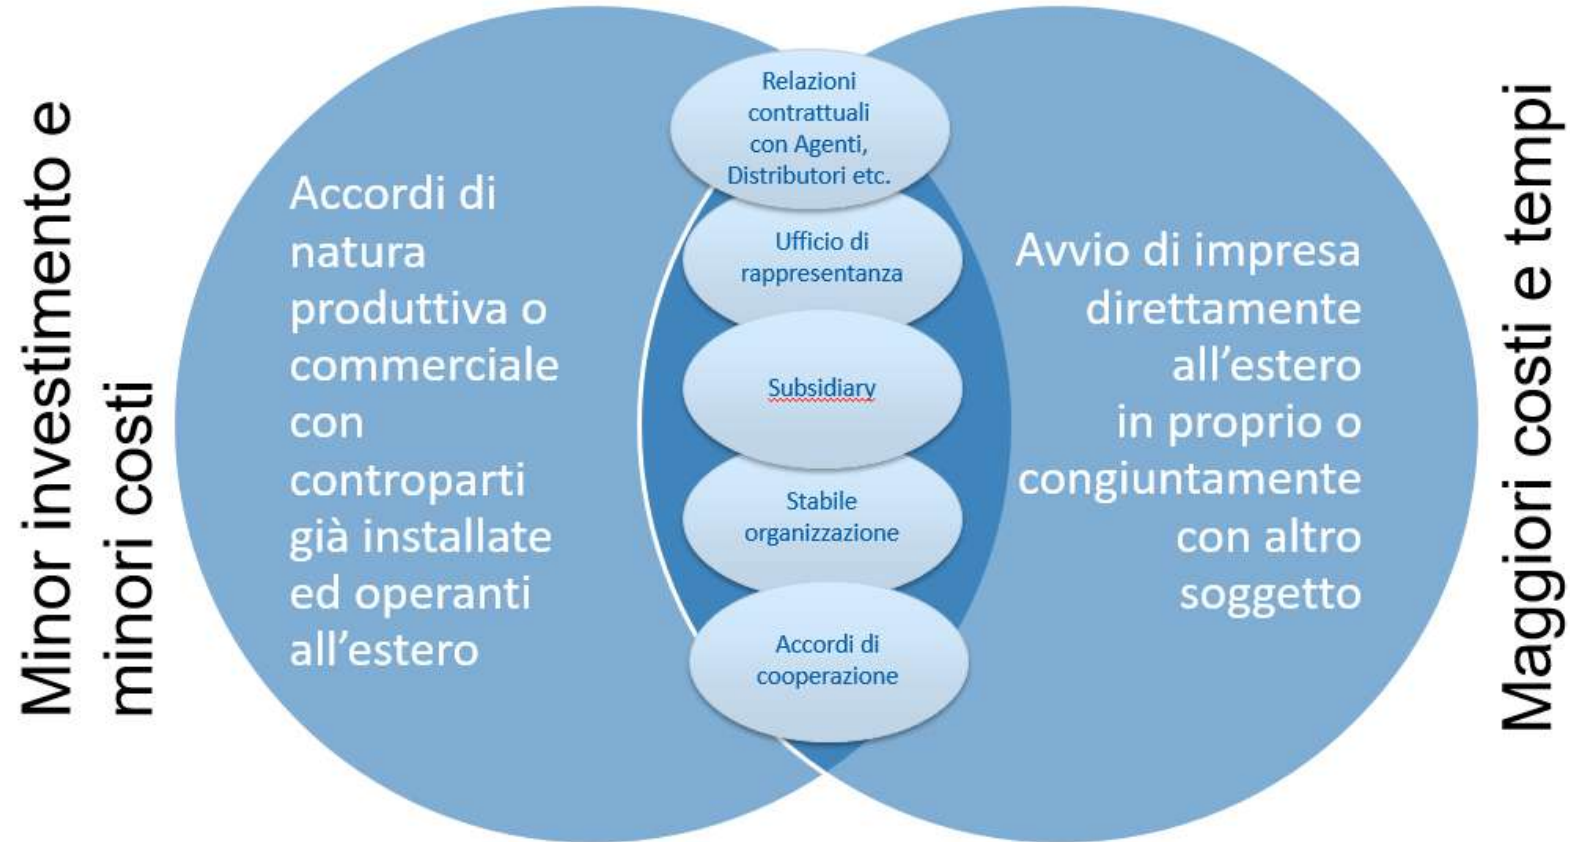 Minor investimento e
minori costi
Accordi di
natura
produttiva o
commerciale
con
controparti
già installate
ed operanti
all'estero
Relazioni
contrattuali
con Agenti,
Distributori etc.
Ufficio di
rappresentanza
Subsidiary
Stabile
organizzazione
Accordi di
cooperazione
Avvio di impresa
direttamente
all'estero
in proprio o
congiuntamente
con altro
soggetto
Maggiori costi e tempi